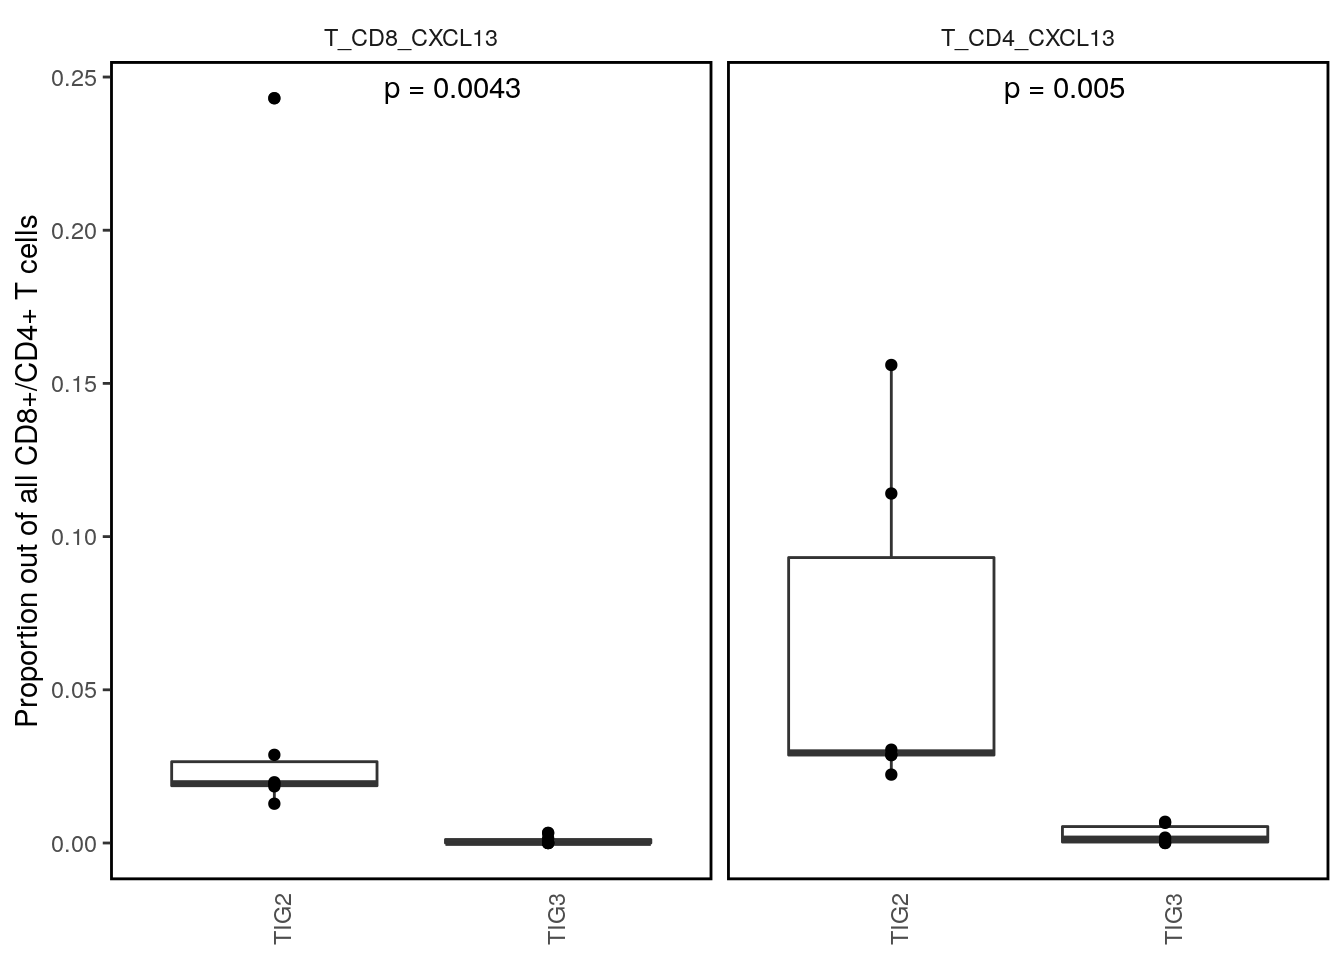 T_CD8_CXCL13
T_CD4_CXCL13
p = 0.0043
p = 0.005
Proportion out of all CD8+/CD4+ T cells
0.25
0.20
0.15
0.10
0.05
0.00
TIG2
TIG3
TIG2
TIG3